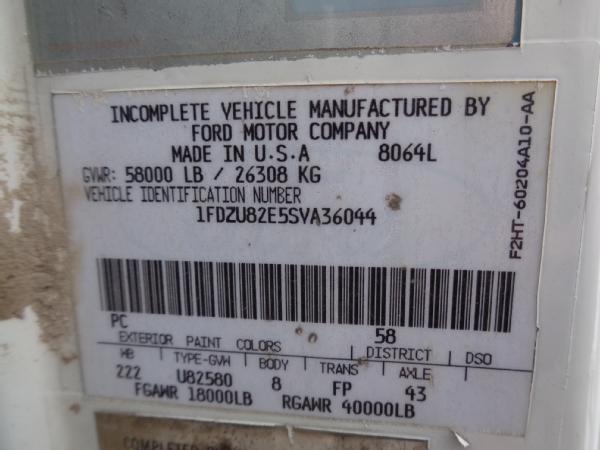 INCOMPLETE VEHICLE MANUFACTURED BY
FORD MOTOR COMPANY
MADE IN U.S.A 8064L
GVWR: 58000 LB / 26308 KG
VEHICLE IDENTIFICATION NUMBER
1FDZU82E5SVA36044
F2HT-60204A10-AA
PC 58
EXTERIOR PAINT COLORS DISTRICT DSO
WB TYPE-GVW BODY TRANS AXLE
222 U82580 8 FP 43
FGAWR 18000LB RGAWR 40000LB
COMPLETED